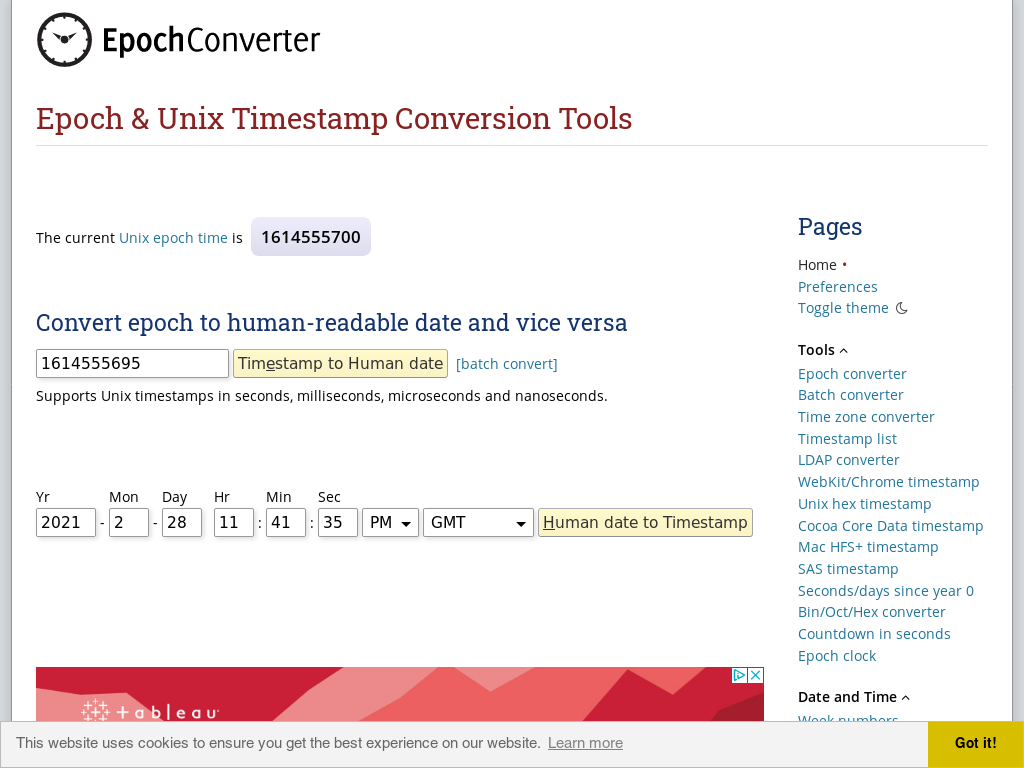 EpochConverter
Epoch & Unix Timestamp Conversion Tools
The current Unix epoch time is 1614555700
Convert epoch to human-readable date and vice versa
1614555695 Timestamp to Human date [batch convert]
Supports Unix timestamps in seconds, milliseconds, microseconds and nanoseconds.
Yr Mon Day Hr Min Sec
2021 - 2 - 28 11 : 41 : 35 PM GMT Human date to Timestamp
tableau
Pages
Home •
Preferences
Toggle theme
Tools
Epoch converter
Batch converter
Time zone converter
Timestamp list
LDAP converter
WebKit/Chrome timestamp
Unix hex timestamp
Cocoa Core Data timestamp
Mac HFS+ timestamp
SAS timestamp
Seconds/days since year 0
Bin/Oct/Hex converter
Countdown in seconds
Epoch clock
Date and Time
Week numbers
This website uses cookies to ensure you get the best experience on our website. Learn more
Got it!